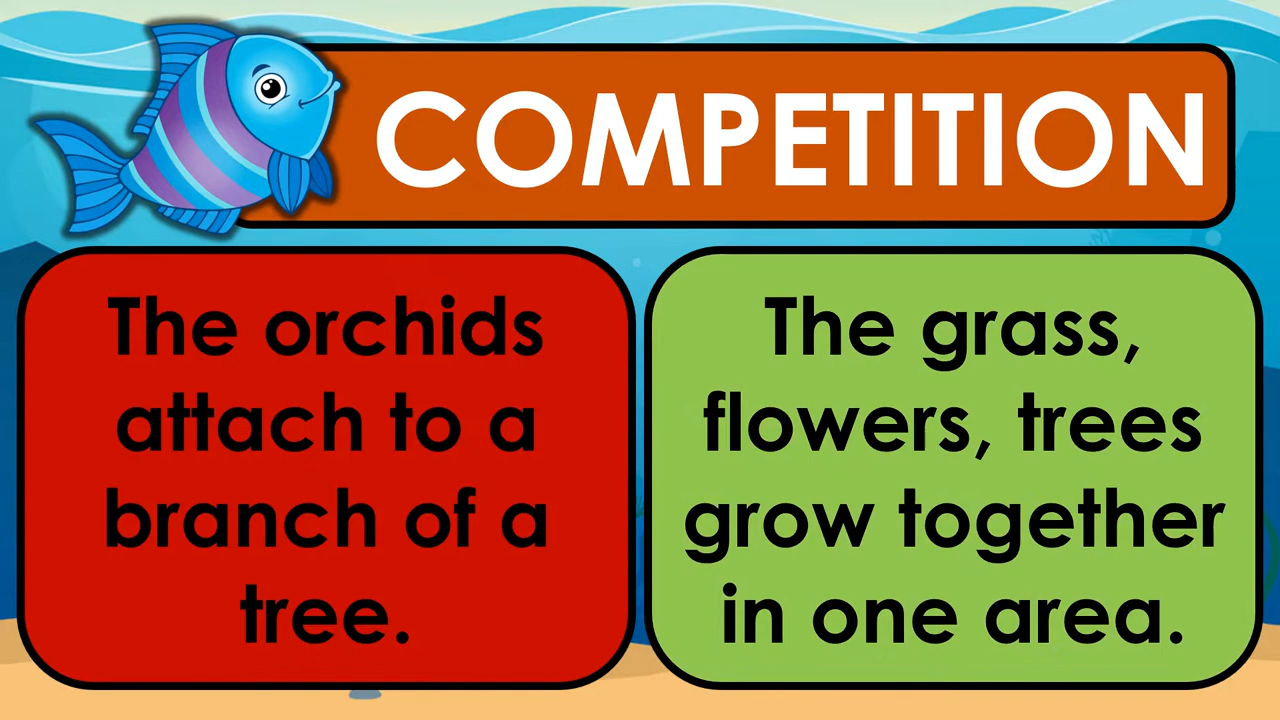 COMPETITION
The orchids
attach to a
branch of a
tree.
The grass,
flowers, trees
grow together
in one area.